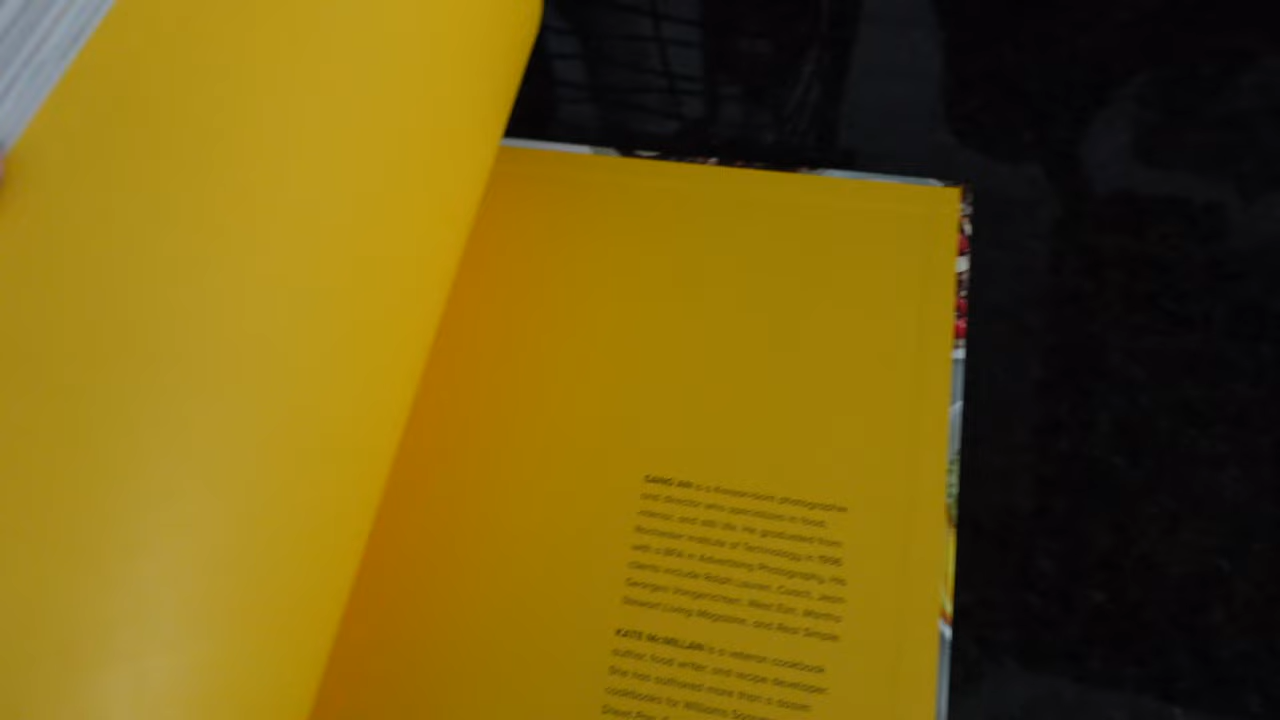 SANG AN is a Korean-born photographer
and director who specializes in food,
interior, and still life. He graduated from
Rochester Institute of Technology in 1996
with a BFA in Advertising Photography. His
clients include Ralph Lauren, Coach, Jean
Georges Vongerichten, West Elm, Martha
Stewart Living Magazine, and Real Simple.
KATE McMILLAN is a veteran cookbook
author, food writer, and recipe developer.
She has authored more than a dozen
cookbooks for Williams Sonoma